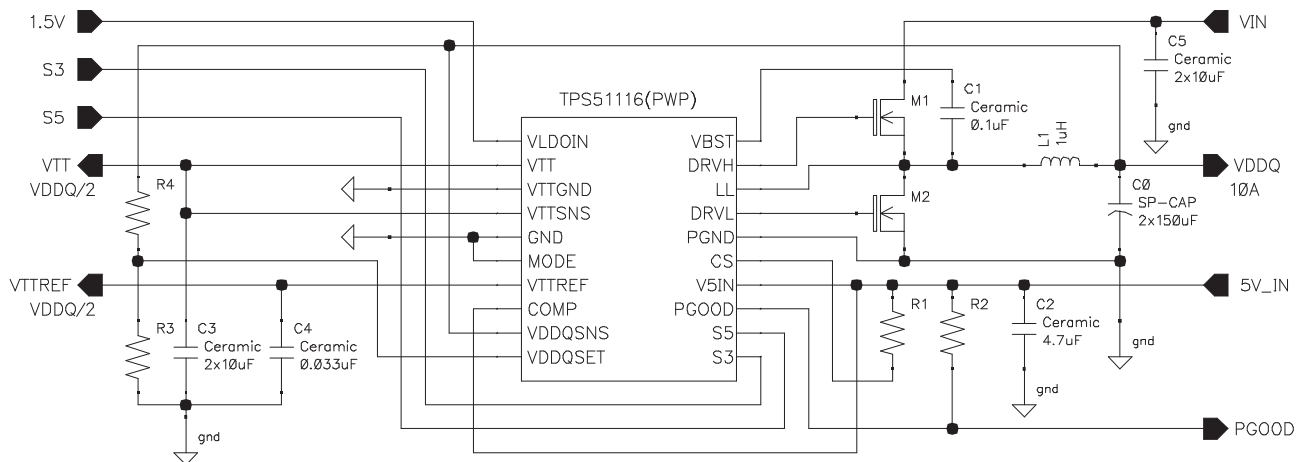 1.5V
S3
S5
VTT
VDDQ/2
R4
VTTREF
VDDQ/2
R3
C3
Ceramic
2x10uF
C4
Ceramic
0.033uF
gnd
TPS51116(PWP)
VLDOIN
VTT
VTTGND
VTTSNS
GND
MODE
VTTREF
COMP
VDDQSNS
VDDQSET
VBST
DRVH
LL
DRVL
PGND
CS
V5IN
PGOOD
S5
S3
M1
M2
C1
Ceramic
0.1uF
L1
1uH
VIN
C5
Ceramic
2x10uF
gnd
VDDQ
10A
C0
SP-CAP
2x150uF
gnd
5V_IN
R1
R2
C2
Ceramic
4.7uF
gnd
PGOOD